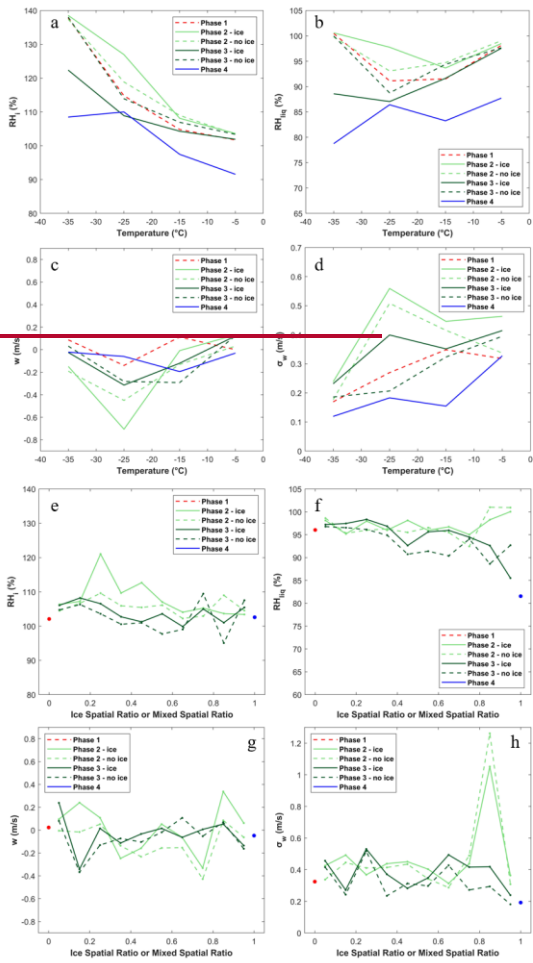 a
RHi (%)
140
130
120
110
100
90
80
-40 -35 -30 -25 -20 -15 -10 -5 0
Temperature (°C)
Phase 1
Phase 2 - ice
Phase 2 - no ice
Phase 3 - ice
Phase 3 - no ice
Phase 4
b
RHliq (%)
105
100
95
90
85
80
75
70
65
-40 -35 -30 -25 -20 -15 -10 -5 0
Temperature (°C)
Phase 1
Phase 2 - ice
Phase 2 - no ice
Phase 3 - ice
Phase 3 - no ice
Phase 4
c
w (m/s)
0.8
0.6
0.4
0.2
0
-0.2
-0.4
-0.6
-0.8
-40 -35 -30 -25 -20 -15 -10 -5 0
Temperature (°C)
Phase 1
Phase 2 - ice
Phase 2 - no ice
Phase 3 - ice
Phase 3 - no ice
Phase 4
d
σw (m/s)
0.7
0.6
0.5
0.4
0.3
0.2
0.1
0
-40 -35 -30 -25 -20 -15 -10 -5 0
Temperature (°C)
Phase 1
Phase 2 - ice
Phase 2 - no ice
Phase 3 - ice
Phase 3 - no ice
Phase 4
e
RHi (%)
140
130
120
110
100
90
80
0 0.2 0.4 0.6 0.8 1
Ice Spatial Ratio or Mixed Spatial Ratio
Phase 1
Phase 2 - ice
Phase 2 - no ice
Phase 3 - ice
Phase 3 - no ice
Phase 4
f
RHliq (%)
105
100
95
90
85
80
75
70
65
60
0 0.2 0.4 0.6 0.8 1
Ice Spatial Ratio or Mixed Spatial Ratio
Phase 1
Phase 2 - ice
Phase 2 - no ice
Phase 3 - ice
Phase 3 - no ice
Phase 4
g
w (m/s)
0.8
0.6
0.4
0.2
0
-0.2
-0.4
-0.6
-0.8
0 0.2 0.4 0.6 0.8 1
Ice Spatial Ratio or Mixed Spatial Ratio
Phase 1
Phase 2 - ice
Phase 2 - no ice
Phase 3 - ice
Phase 3 - no ice
Phase 4
h
σw (m/s)
1.2
1
0.8
0.6
0.4
0.2
0
0 0.2 0.4 0.6 0.8 1
Ice Spatial Ratio or Mixed Spatial Ratio
Phase 1
Phase 2 - ice
Phase 2 - no ice
Phase 3 - ice
Phase 3 - no ice
Phase 4